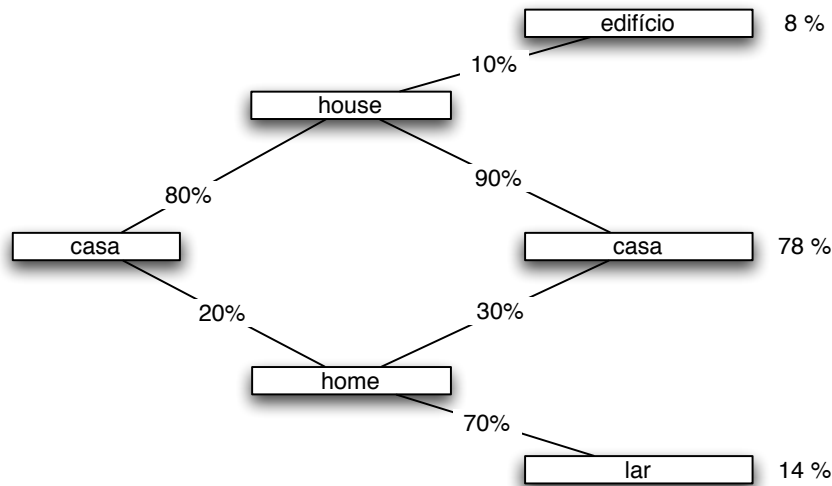 edifício 8 %
10%
house
80% 90%
casa casa 78 %
20% 30%
home
70%
lar 14 %